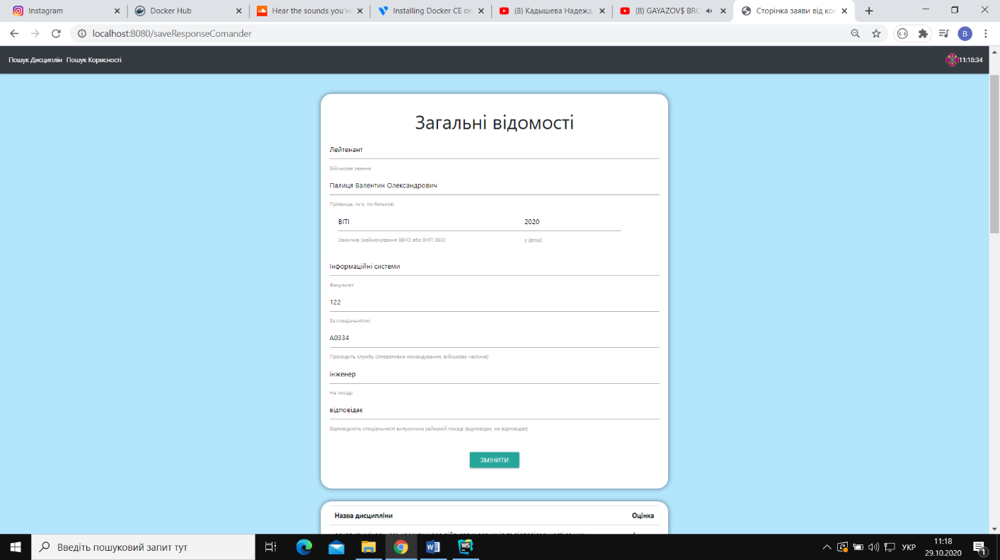 Instagram
Docker Hub
Hear the sounds you've
Installing Docker CE on
(8) Кадышева Надежд
(8) GAYAZOV$ BRO
Сторінка заяви від ко
localhost:8080/saveResponseComander
B
Пошук Дисциплін Пошук Корисності
11:18:34
Загальні відомості
Лейтенант
Військове звання
Палиця Валентин Олександрович
Прізвище, ім'я, по батькові
ВІТІ 2020
Закінчив (найменування ВВНЗ або ВНП ЗВО) у (році)
Інформаційні системи
Факультет
122
За спеціальністю
А0334
Проходить службу (оперативне командування, військова частина)
інженер
На посаді
відповідає
Відповідність спеціальності випускника займаній посаді (відповідає, не відповідає)
ЗМІНИТИ
Назва дисципліни Оцінка
Введіть пошуковий запит тут
W
WS
УКР
11:18
29.10.2020
1